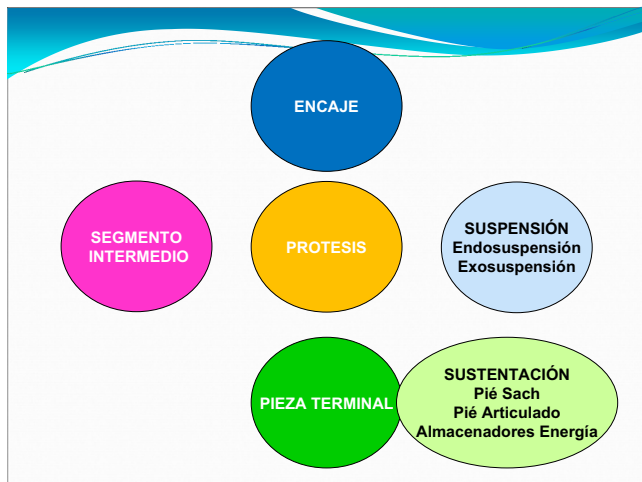 ENCAJE
SEGMENTO
INTERMEDIO
PROTESIS
SUSPENSIÓN
Endosuspensión
Exosuspensión
PIEZA TERMINAL
SUSTENTACIÓN
Pié Sach
Pié Articulado
Almacenadores Energía